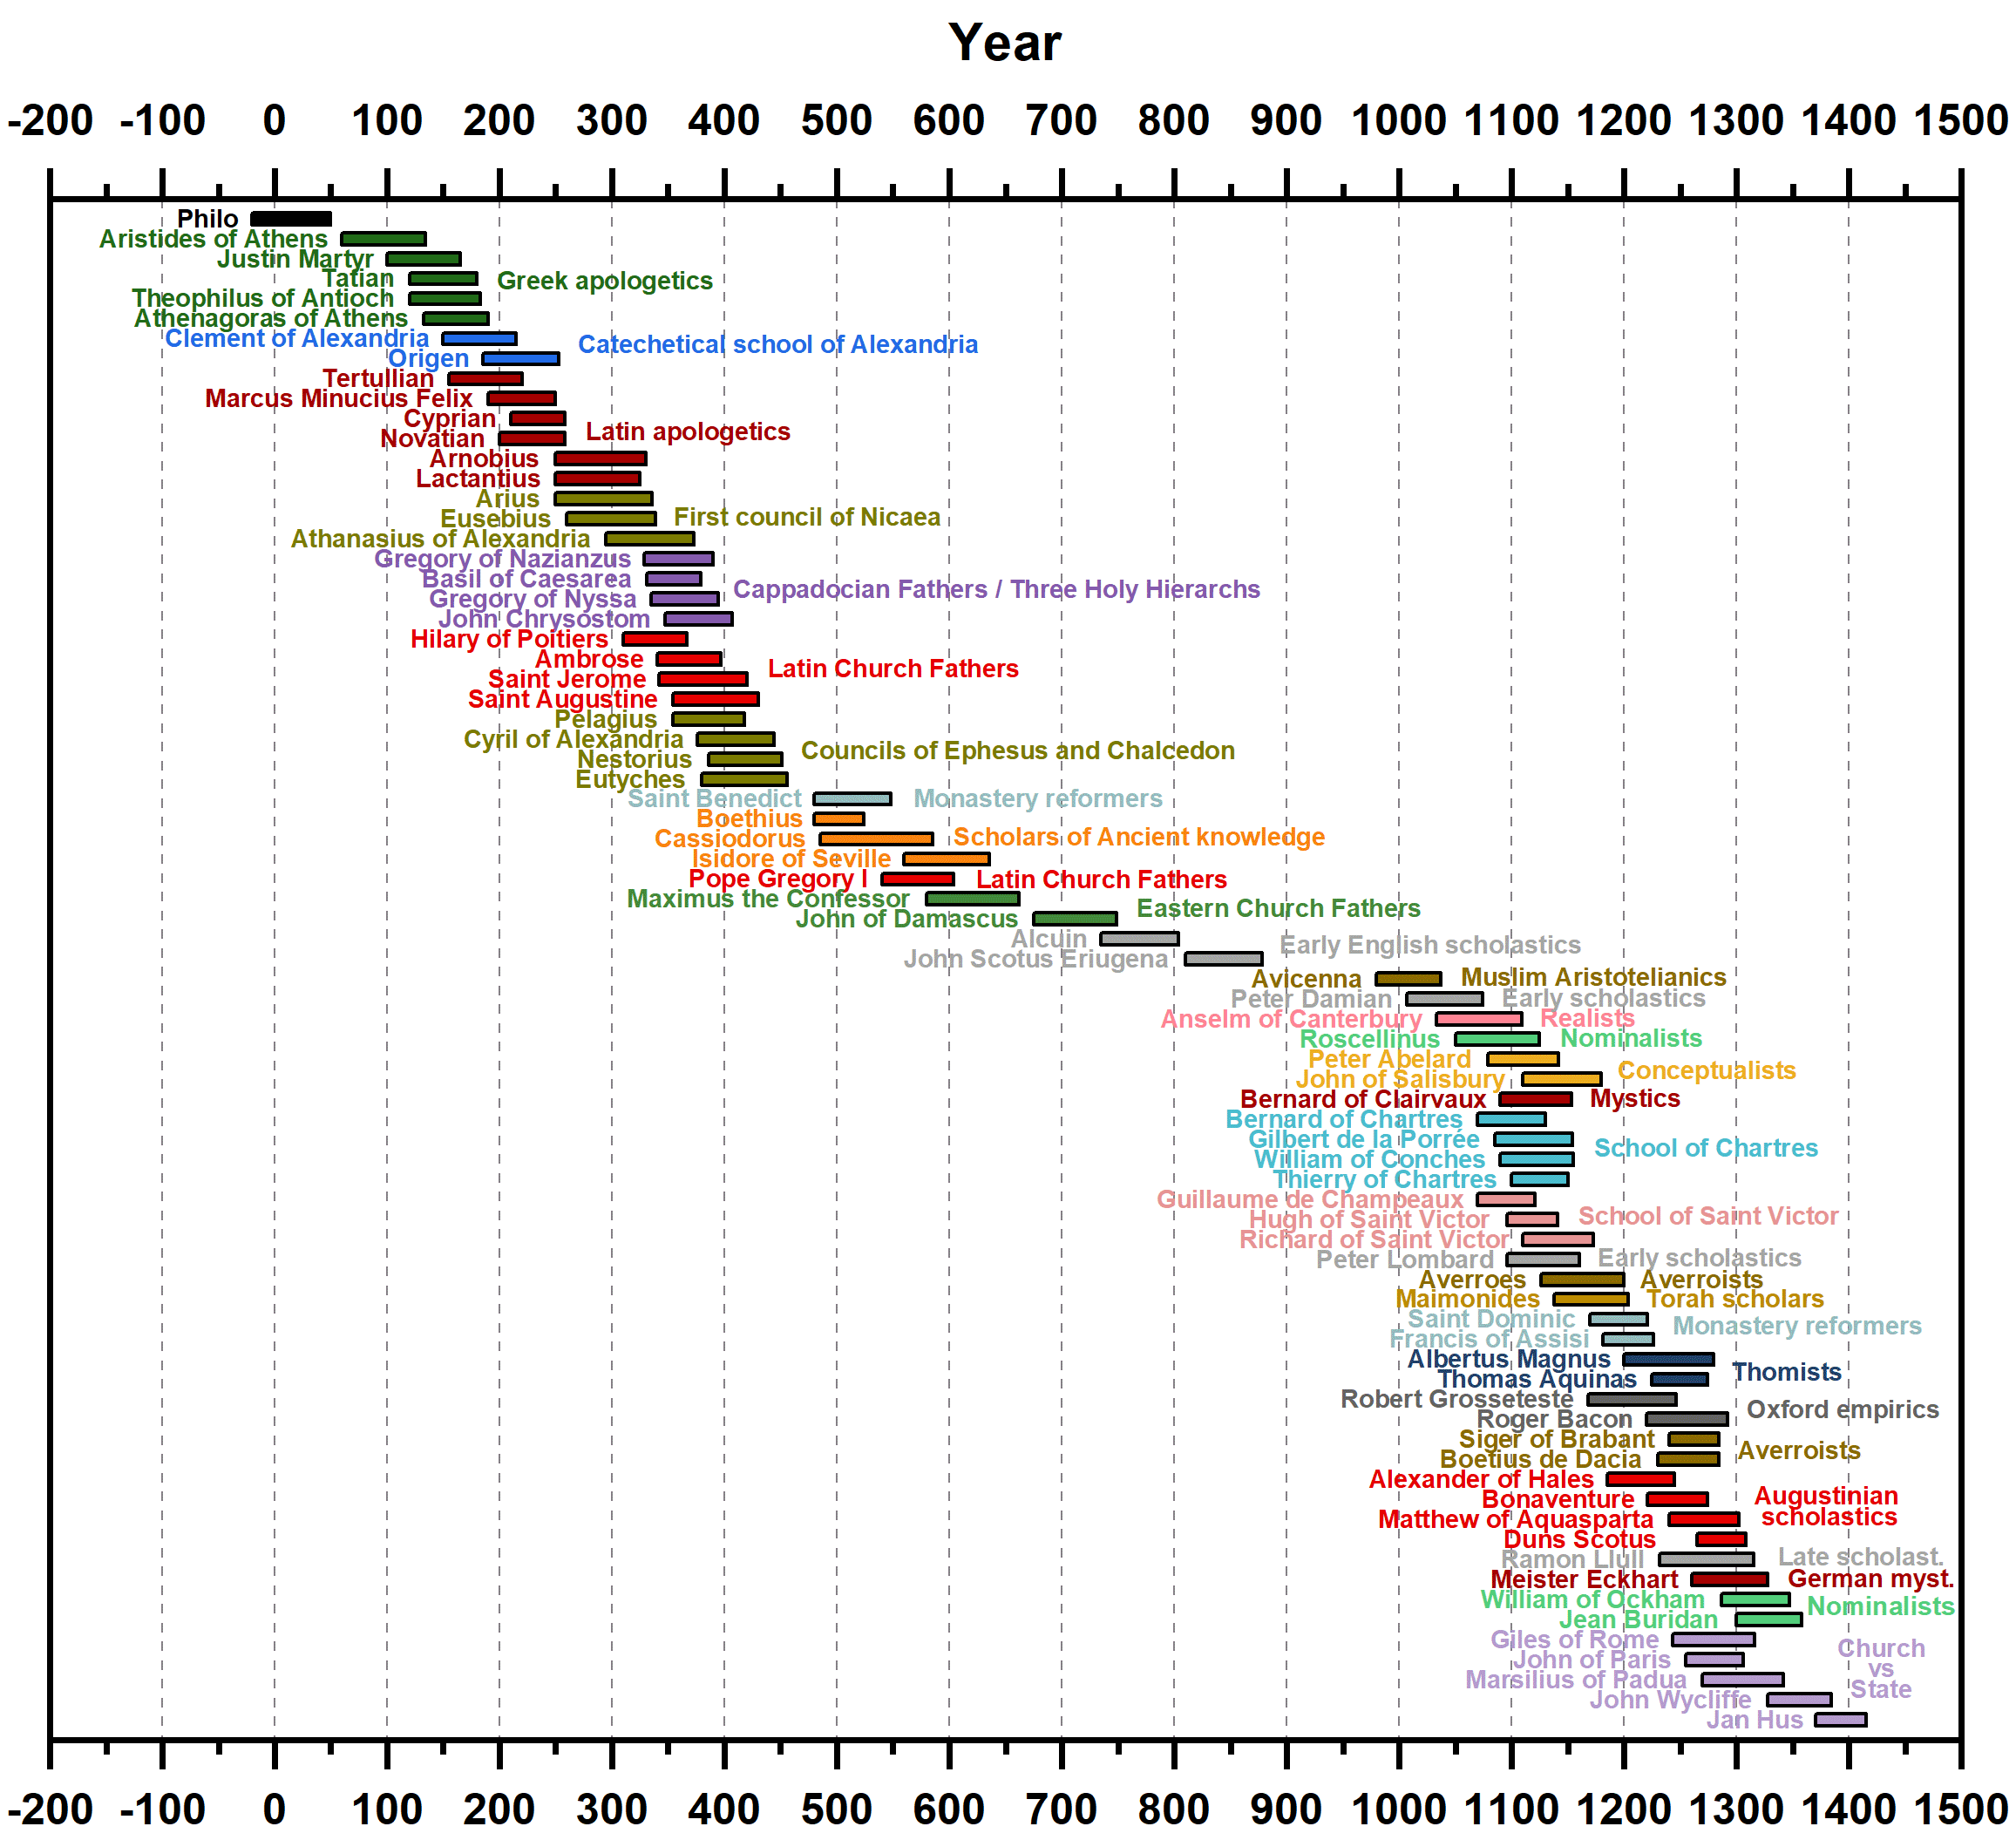 Year
-200 -100 0 100 200 300 400 500 600 700 800 900 1000 1100 1200 1300 1400 1500
Philo
Aristides of Athens
Justin Martyr
Tatian
Greek apologetics
Theophilus of Antioch
Athenagoras of Athens
Clement of Alexandria
Catechetical school of Alexandria
Origen
Tertullian
Marcus Minucius Felix
Cyprian
Latin apologetics
Novatian
Arnobius
Lactantius
Arius
Eusebius
First council of Nicaea
Athanasius of Alexandria
Gregory of Nazianzus
Basil of Caesarea
Cappadocian Fathers / Three Holy Hierarchs
Gregory of Nyssa
John Chrysostom
Hilary of Poitiers
Ambrose
Latin Church Fathers
Saint Jerome
Saint Augustine
Pelagius
Cyril of Alexandria
Councils of Ephesus and Chalcedon
Nestorius
Eutyches
Saint Benedict
Monastery reformers
Boethius
Cassiodorus
Scholars of Ancient knowledge
Isidore of Seville
Pope Gregory I
Latin Church Fathers
Maximus the Confessor
Eastern Church Fathers
John of Damascus
Alcuin
Early English scholastics
John Scotus Eriugena
Avicenna
Muslim Aristotelianics
Peter Damian
Early scholastics
Anselm of Canterbury
Realists
Roscellinus
Nominalists
Peter Abelard
Conceptualists
John of Salisbury
Bernard of Clairvaux
Mystics
Bernard of Chartres
Gilbert de la Porrée
School of Chartres
William of Conches
Thierry of Chartres
Guillaume de Champeaux
School of Saint Victor
Hugh of Saint Victor
Richard of Saint Victor
Peter Lombard
Early scholastics
Averroes
Averroists
Maimonides
Torah scholars
Saint Dominic
Monastery reformers
Francis of Assisi
Albertus Magnus
Thomists
Thomas Aquinas
Robert Grosseteste
Oxford empirics
Roger Bacon
Siger of Brabant
Averroists
Boetius de Dacia
Alexander of Hales
Bonaventure
Augustinian
scholastics
Matthew of Aquasparta
Duns Scotus
Ramon Llull
Late scholast.
Meister Eckhart
German myst.
William of Ockham
Nominalists
Jean Buridan
Giles of Rome
Church
vs
State
John of Paris
Marsilius of Padua
John Wycliffe
Jan Hus
-200 -100 0 100 200 300 400 500 600 700 800 900 1000 1100 1200 1300 1400 1500